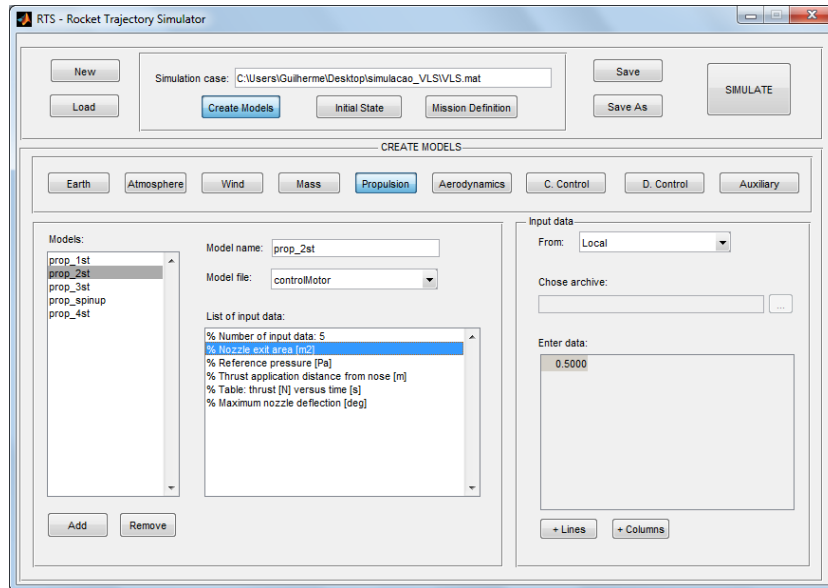 RTS - Rocket Trajectory Simulator
New
Load
Simulation case: C:\Users\Guilherme\Desktop\simulacao_VLS\VLS.mat
Create Models Initial State Mission Definition
Save
Save As
SIMULATE
CREATE MODELS
Earth Atmosphere Wind Mass Propulsion Aerodynamics C. Control D. Control Auxiliary
Models:
prop_1st
prop_2st
prop_3st
prop_spinup
prop_4st
Add Remove
Model name: prop_2st
Model file: controlMotor
List of input data:
% Number of input data: 5
% Nozzle exit area [m2]
% Reference pressure [Pa]
% Thrust application distance from nose [m]
% Table: thrust [N] versus time [s]
% Maximum nozzle deflection [deg]
Input data
From: Local
Chose archive:
...
Enter data:
0.5000
+ Lines + Columns